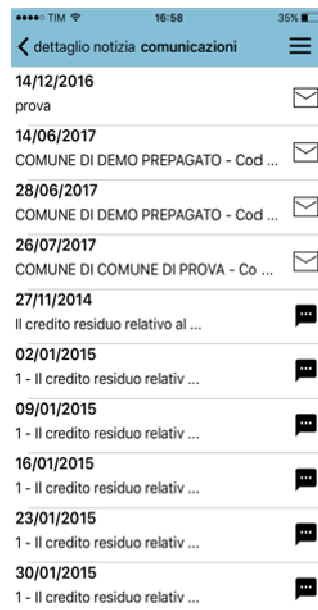 TIM 16:58 35%
dettaglio notizia comunicazioni
14/12/2016
prova
14/06/2017
COMUNE DI DEMO PREPAGATO - Cod ...
28/06/2017
COMUNE DI DEMO PREPAGATO - Cod ...
26/07/2017
COMUNE DI COMUNE DI PROVA - Co ...
27/11/2014
Il credito residuo relativo al ...
02/01/2015
1 - Il credito residuo relativ ...
09/01/2015
1 - Il credito residuo relativ ...
16/01/2015
1 - Il credito residuo relativ ...
23/01/2015
1 - Il credito residuo relativ ...
30/01/2015
1 - Il credito residuo relativ ...